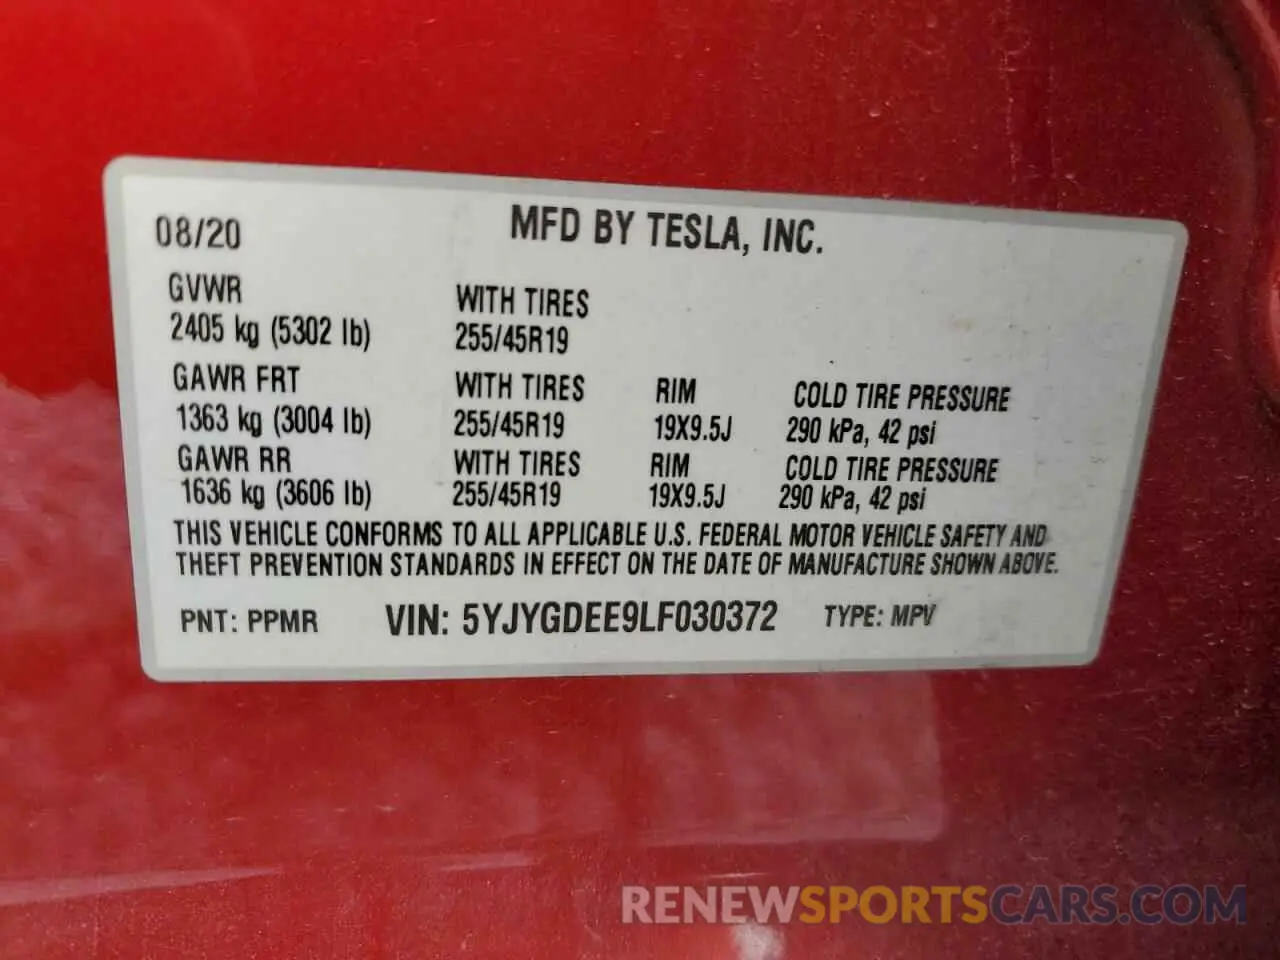 08/20 MFD BY TESLA, INC.
GVWR WITH TIRES
2405 kg (5302 lb) 255/45R19
GAWR FRT WITH TIRES RIM COLD TIRE PRESSURE
1363 kg (3004 lb) 255/45R19 19X9.5J 290 kPa, 42 psi
GAWR RR WITH TIRES RIM COLD TIRE PRESSURE
1636 kg (3606 lb) 255/45R19 19X9.5J 290 kPa, 42 psi
THIS VEHICLE CONFORMS TO ALL APPLICABLE U.S. FEDERAL MOTOR VEHICLE SAFETY AND
THEFT PREVENTION STANDARDS IN EFFECT ON THE DATE OF MANUFACTURE SHOWN ABOVE.
PNT: PPMR VIN: 5YJYGDEE9LF030372 TYPE: MPV
RENEWSPORTSCARS.COM